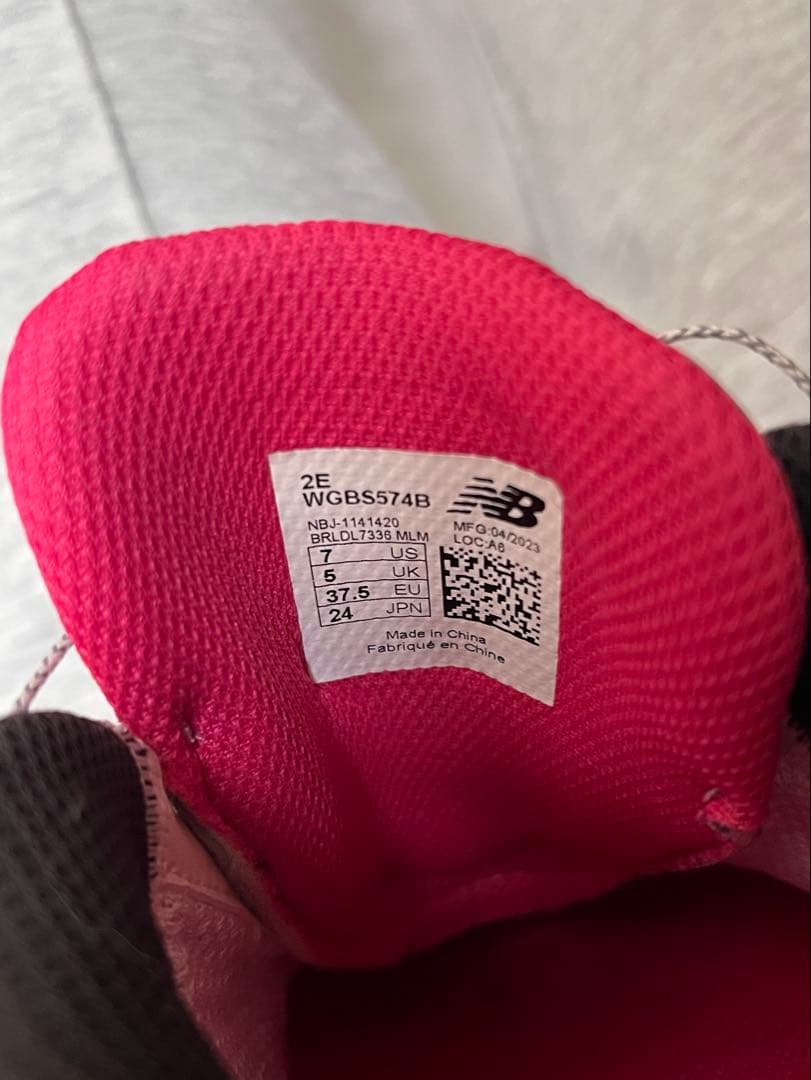 2E
WGBS574B
NB
NBJ-1141420
BRLDL7336 MLM
MFG:04/2023
LOC:A6
7 US
5 UK
37.5 EU
24 JPN
Made in China
Fabriqué en Chine